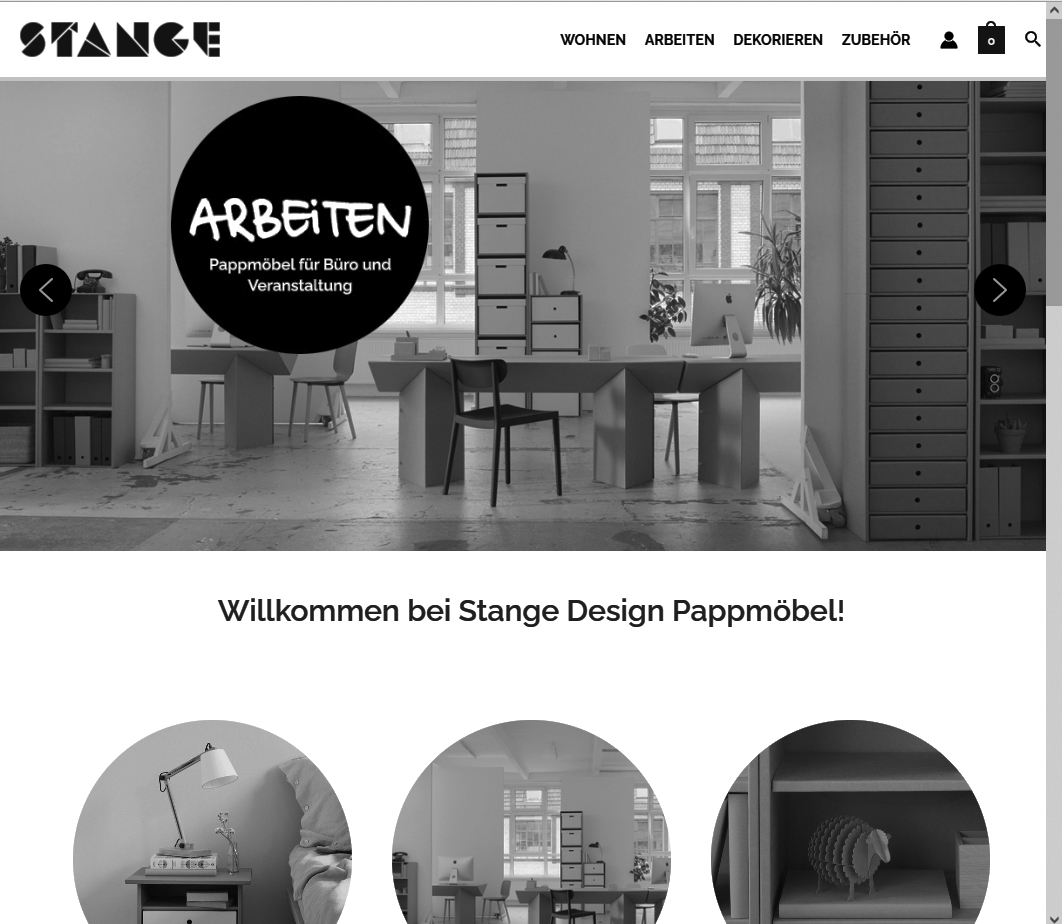 STANGE
WOHNEN ARBEITEN DEKORIEREN ZUBEHÖR 0
ARBEiTEN
Pappmöbel für Büro und
Veranstaltung
Willkommen bei Stange Design Pappmöbel!